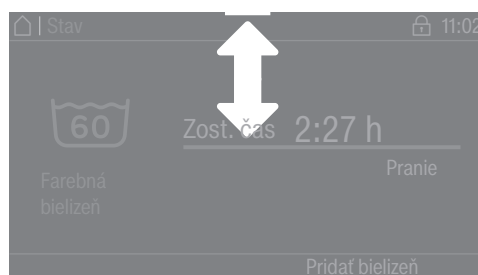 | Stav 11:02
60
Zost. čas 2:27 h
Pranie
Farebná
bielizeň
Pridať bielizeň